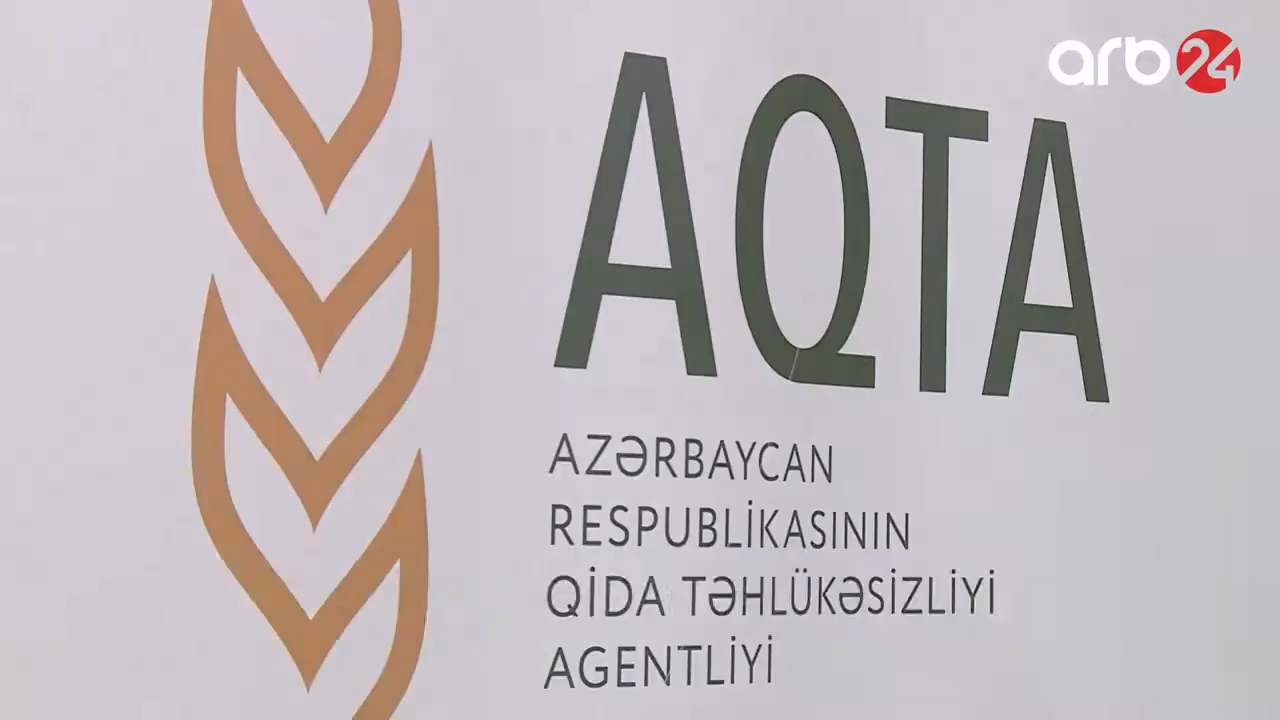 arb24
AQTA
AZƏRBAYCAN
RESPUBLİKASININ
QİDA TƏHLÜKƏSİZLİYİ
AGENTLİYİ